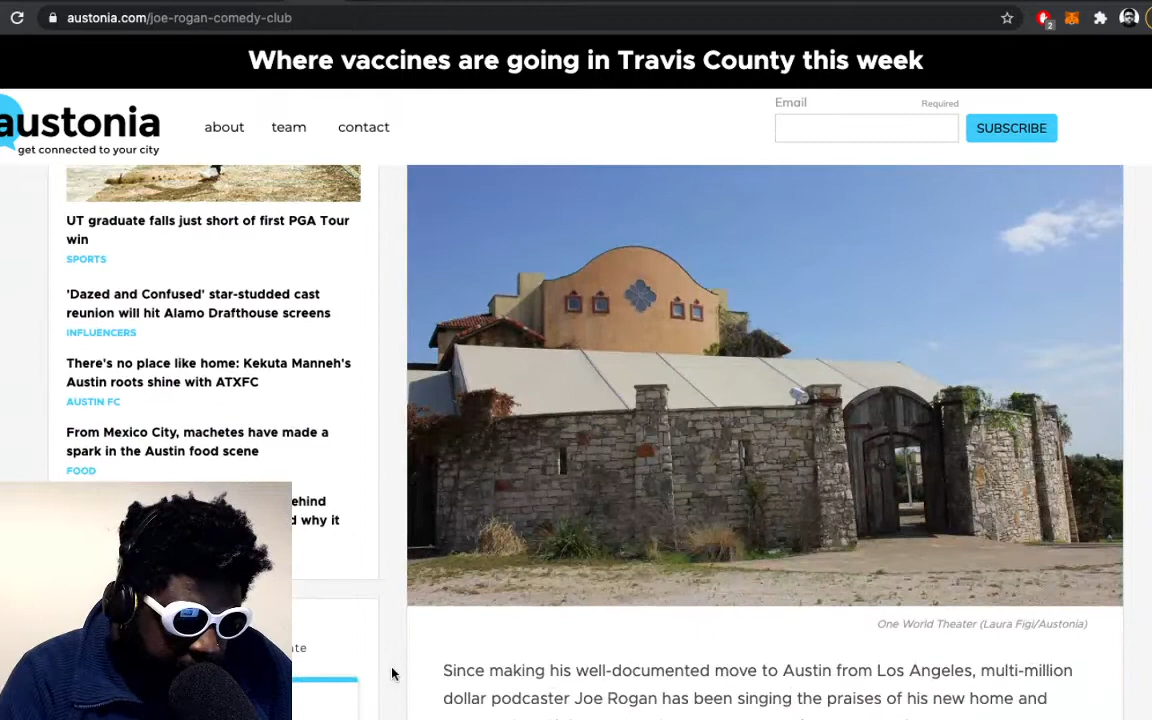 austonia.com/joe-rogan-comedy-club
2
Where vaccines are going in Travis County this week
austonia
get connected to your city
about
team
contact
Email
Required
SUBSCRIBE
UT graduate falls just short of first PGA Tour
win
SPORTS
'Dazed and Confused' star-studded cast
reunion will hit Alamo Drafthouse screens
INFLUENCERS
There's no place like home: Kekuta Manneh's
Austin roots shine with ATXFC
AUSTIN FC
From Mexico City, machetes have made a
spark in the Austin food scene
FOOD
why it
One World Theater (Laura Figi/Austonia)
Since making his well-documented move to Austin from Los Angeles, multi-million
dollar podcaster Joe Rogan has been singing the praises of his new home and